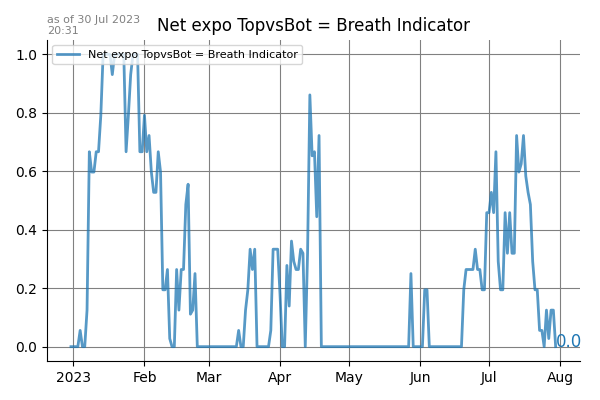 as of 30 Jul 2023
20:31
Net expo TopvsBot = Breath Indicator
Net expo TopvsBot = Breath Indicator
1.0
0.8
0.6
0.4
0.2
0.0
0.0
2023 Feb Mar Apr May Jun Jul Aug